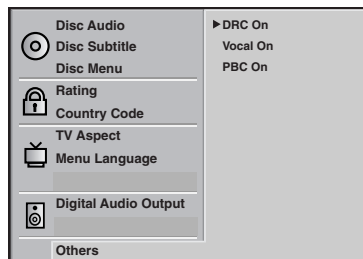 Disc Audio
Disc Subtitle
Disc Menu
Rating
Country Code
TV Aspect
Menu Language
Digital Audio Output
Others
DRC On
Vocal On
PBC On